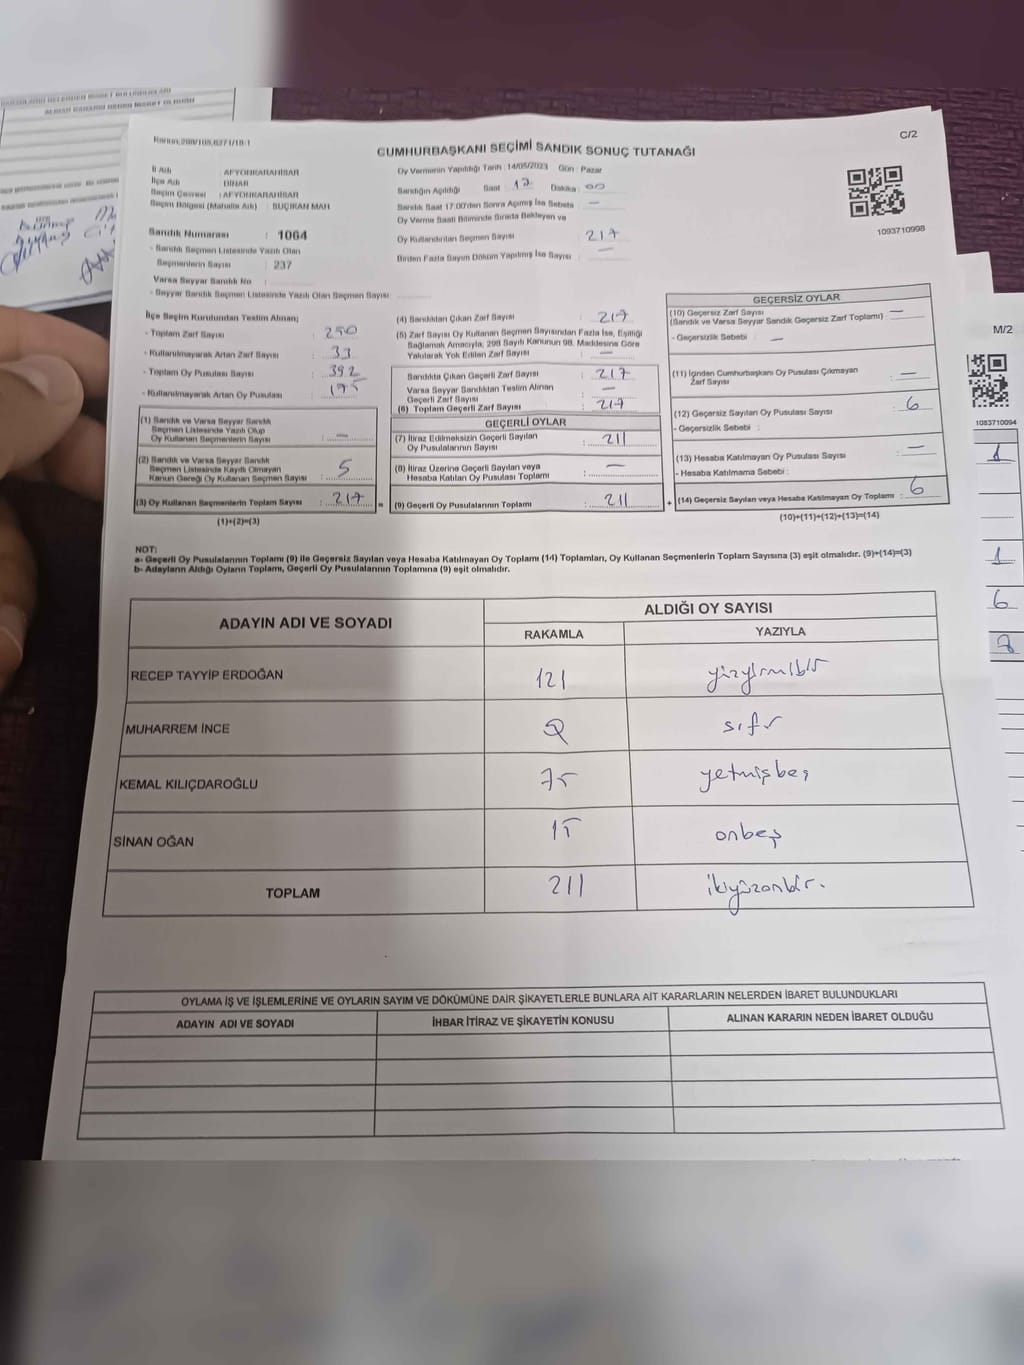 CUMHURBAŞKANI SEÇİMİ SANDIK SONUÇ TUTANAĞI
C/2
İl Adı : AFYONKARAHİSAR
İlçe Adı : DİNAR
Seçim Çevresi : AFYONKARAHİSAR
Seçim Bölgesi (Mahalle Adı) : SUÇIKAN MAH
Sandık Numarası : 1064
- Sandık Seçmen Listesinde Yazılı Olan
Seçmenlerin Sayısı : 237
Varsa Seyyar Sandık No :
- Seyyar Sandık Seçmen Listesinde Yazılı Olan Seçmen Sayısı
Oy Vermenin Yapıldığı Tarih : 14/05/2023 Gün : Pazar
Sandığın Açıldığı Saat 17 Dakika : 00
Sandık Saat 17.00'den Sonra Açımış İse Sebebi : —
Oy Verme Saati Bitiminde Sırada Bekleyen ve
Oy Kullandırılan Seçmen Sayısı : 217
Birden Fazla Sayım Döküm Yapılmış İse Sayısı : —
1093710998
İlçe Seçim Kurulundan Teslim Alınan;
- Toplam Zarf Sayısı : 250
- Kullanılmayarak Artan Zarf Sayısı : 33
- Toplam Oy Pusulası Sayısı : 392
- Kullanılmayarak Artan Oy Pusulası : 175
(1) Sandık ve Varsa Seyyar Sandık
Seçmen Listesinde Yazılı Olup
Oy Kullanan Seçmenlerin Sayısı : —
(2) Sandık ve Varsa Seyyar Sandık
Seçmen Listesinde Kayıtlı Olmayan
Kanun Gereği Oy Kullanan Seçmen Sayısı : 5
(3) Oy Kullanan Seçmenlerin Toplam Sayısı : 217 =
(1)+(2)=(3)
(4) Sandıktan Çıkan Zarf Sayısı : 217
(5) Zarf Sayısı Oy Kullanan Seçmen Sayısından Fazla İse, Eşitliği
Sağlamak Amacıyla, 298 Sayılı Kanunun 98. Maddesine Göre
Yakılarak Yok Edilen Zarf Sayısı : —
Sandıkta Çıkan Geçerli Zarf Sayısı : 217
Varsa Seyyar Sandıktan Teslim Alınan
Geçerli Zarf Sayısı : —
(6) Toplam Geçerli Zarf Sayısı : 217
GEÇERLİ OYLAR
(7) İtiraz Edilmeksizin Geçerli Sayılan
Oy Pusulalarının Sayısı : 211
(8) İtiraz Üzerine Geçerli Sayılan veya
Hesaba Katılan Oy Pusulası Toplamı : —
(9) Geçerli Oy Pusulalarının Toplamı : 211 +
GEÇERSİZ OYLAR
(10) Geçersiz Zarf Sayısı
(Sandık ve Varsa Seyyar Sandık Geçersiz Zarf Toplamı) : —
- Geçersizlik Sebebi : —
(11) İçinden Cumhurbaşkanı Oy Pusulası Çıkmayan
Zarf Sayısı : —
(12) Geçersiz Sayılan Oy Pusulası Sayısı : 6
- Geçersizlik Sebebi :
(13) Hesaba Katılmayan Oy Pusulası Sayısı : —
- Hesaba Katılmama Sebebi :
(14) Geçersiz Sayılan veya Hesaba Katılmayan Oy Toplamı : 6
(10)+(11)+(12)+(13)=(14)
NOT:
a- Geçerli Oy Pusulalarının Toplamı (9) ile Geçersiz Sayılan veya Hesaba Katılmayan Oy Toplamı (14) Toplamları, Oy Kullanan Seçmenlerin Toplam Sayısına (3) eşit olmalıdır. (9)+(14)=(3)
b- Adayların Aldığı Oyların Toplamı, Geçerli Oy Pusulalarının Toplamına (9) eşit olmalıdır.
ADAYIN ADI VE SOYADI
ALDIĞI OY SAYISI
RAKAMLA YAZIYLA
RECEP TAYYİP ERDOĞAN 121 yüzyirmibir
MUHARREM İNCE 0 sıfır
KEMAL KILIÇDAROĞLU 75 yetmişbeş
SİNAN OĞAN 15 onbeş
TOPLAM 211 ikiyüzonbir.
OYLAMA İŞ VE İŞLEMLERİNE VE OYLARIN SAYIM VE DÖKÜMÜNE DAİR ŞİKAYETLERLE BUNLARA AİT KARARLARIN NELERDEN İBARET BULUNDUKLARI
ADAYIN ADI VE SOYADI İHBAR İTİRAZ VE ŞİKAYETİN KONUSU ALINAN KARARIN NEDEN İBARET OLDUĞU
M/2
1083710094
1
1
6